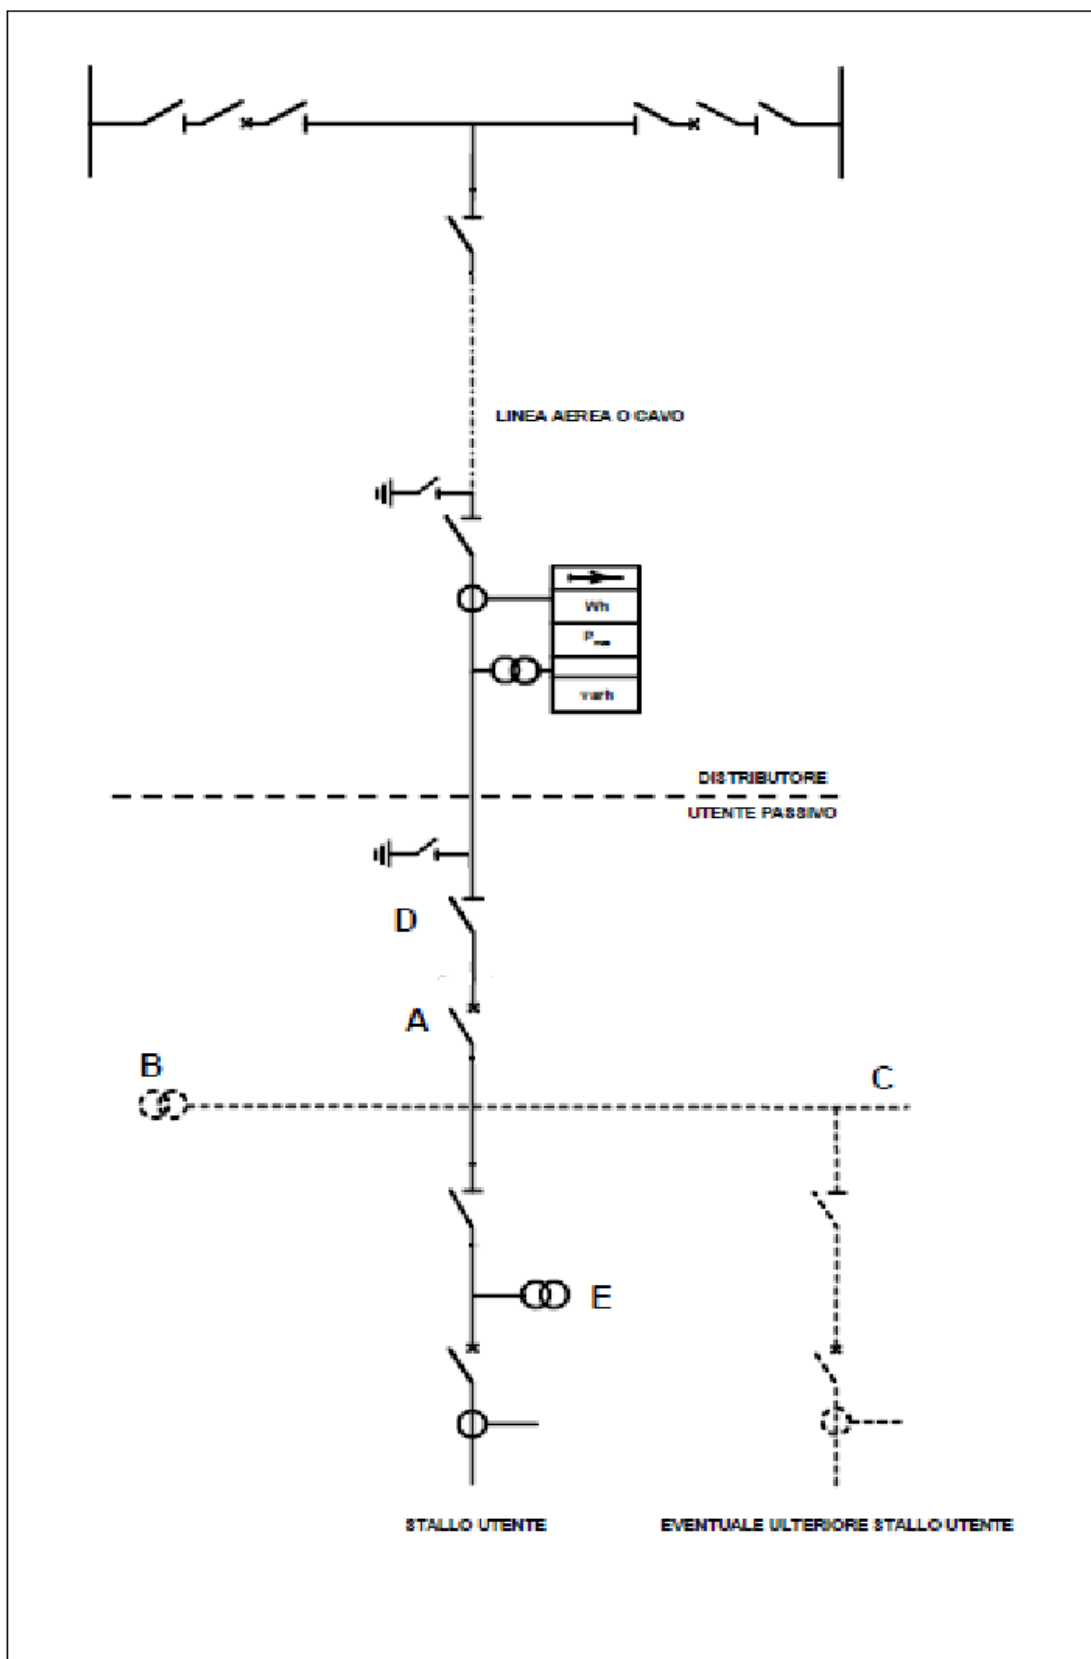 LINEA AEREA O CAVO
Wh
varh
DISTRIBUTORE
UTENTE PASSIVO
D
A
B
C
E
STALLO UTENTE
EVENTUALE ULTERIORE STALLO UTENTE